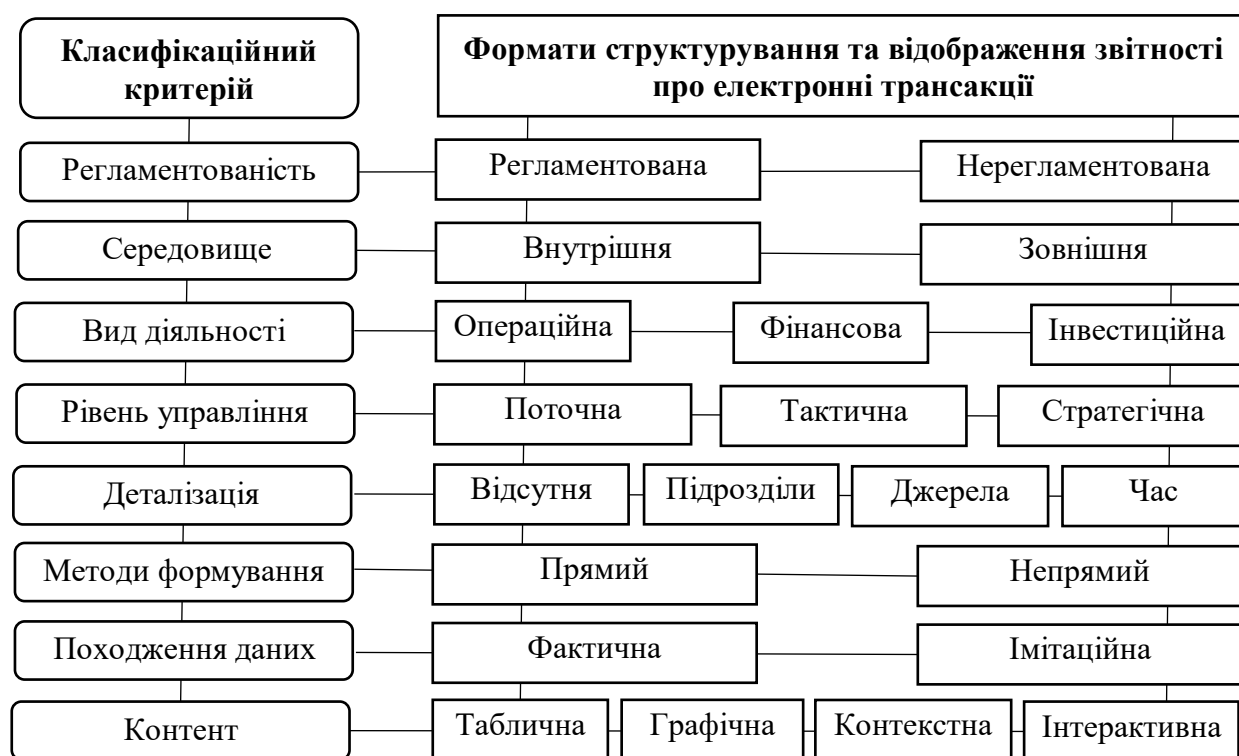 Класифікаційний
критерій
Формати структурування та відображення звітності
про електронні трансакції
Регламентованість
Регламентована
Нерегламентована
Середовище
Внутрішня
Зовнішня
Вид діяльності
Операційна
Фінансова
Інвестиційна
Рівень управління
Поточна
Тактична
Стратегічна
Деталізація
Відсутня
Підрозділи
Джерела
Час
Методи формування
Прямий
Непрямий
Походження даних
Фактична
Імітаційна
Контент
Таблична
Графічна
Контекстна
Інтерактивна